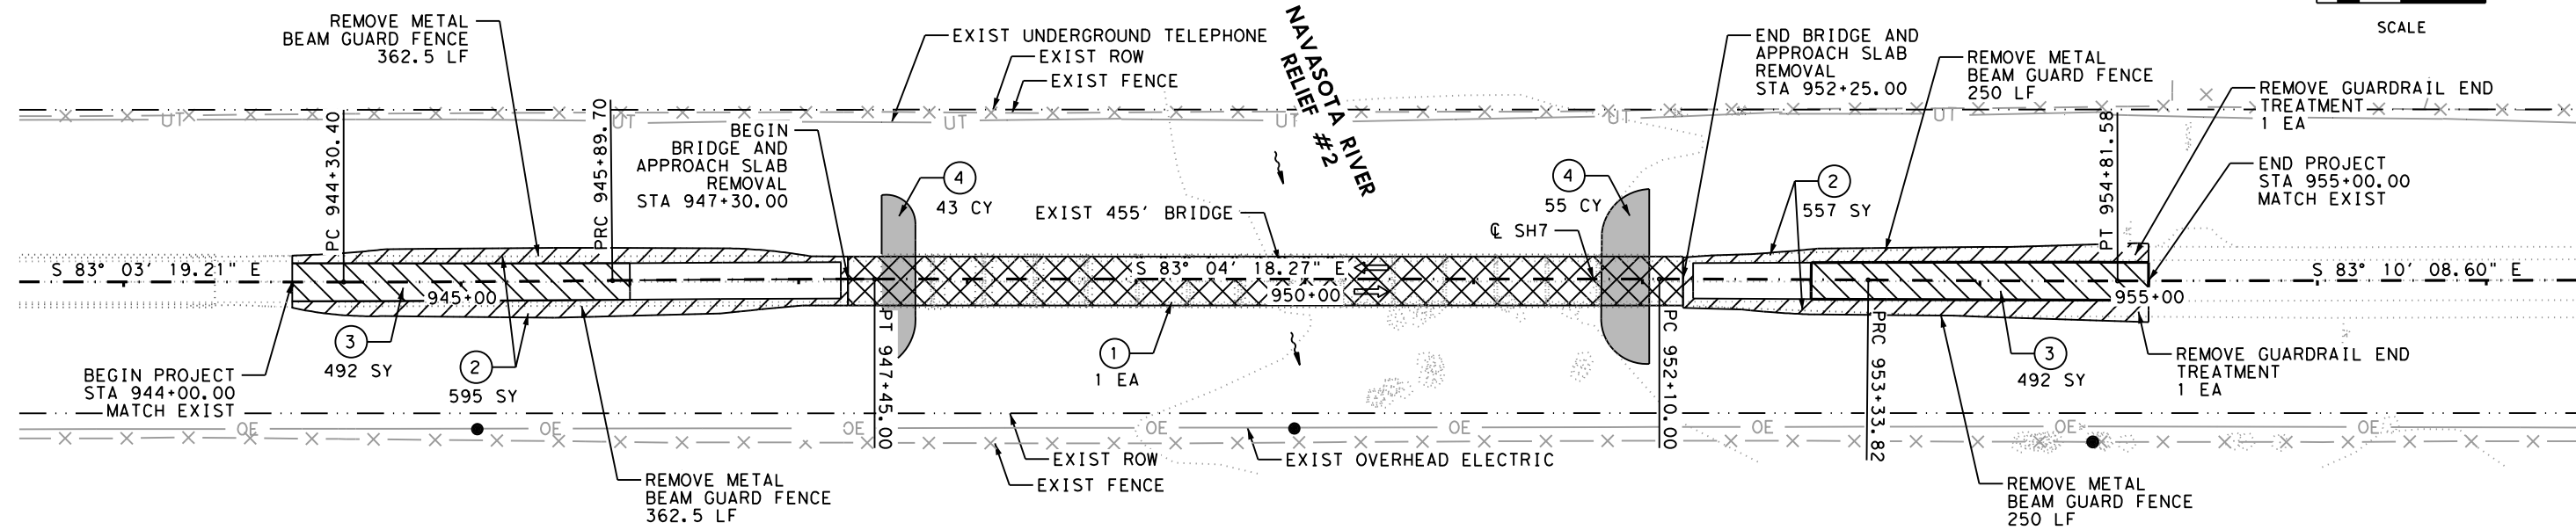 REMOVE METAL
BEAM GUARD FENCE
362.5 LF
EXIST UNDERGROUND TELEPHONE
EXIST ROW
EXIST FENCE
NAVASOTA RIVER
RELIEF #2
END BRIDGE AND
APPROACH SLAB
REMOVAL
STA 952+25.00
REMOVE METAL
BEAM GUARD FENCE
250 LF
SCALE
REMOVE GUARDRAIL END
TREATMENT
1 EA
UT
UT
UT
UT
UT
UT
PC 944+30.40
PRC 945+89.70
BEGIN
BRIDGE AND
APPROACH SLAB
REMOVAL
STA 947+30.00
4
43 CY
EXIST 455' BRIDGE
4
55 CY
℄ SH7
2
557 SY
PT 954+81.58
END PROJECT
STA 955+00.00
MATCH EXIST
S 83° 03' 19.21" E
945+00
S 83° 04' 18.27" E
950+00
955+00
S 83° 10' 08.60" E
BEGIN PROJECT
STA 944+00.00
MATCH EXIST
3
492 SY
2
595 SY
PT 947+45.00
1
1 EA
PC 952+10.00
PRC 953+33.82
3
492 SY
REMOVE GUARDRAIL END
TREATMENT
1 EA
OE
OE
OE
OE
OE
OE
OE
OE
REMOVE METAL
BEAM GUARD FENCE
362.5 LF
EXIST ROW
EXIST FENCE
EXIST OVERHEAD ELECTRIC
REMOVE METAL
BEAM GUARD FENCE
250 LF